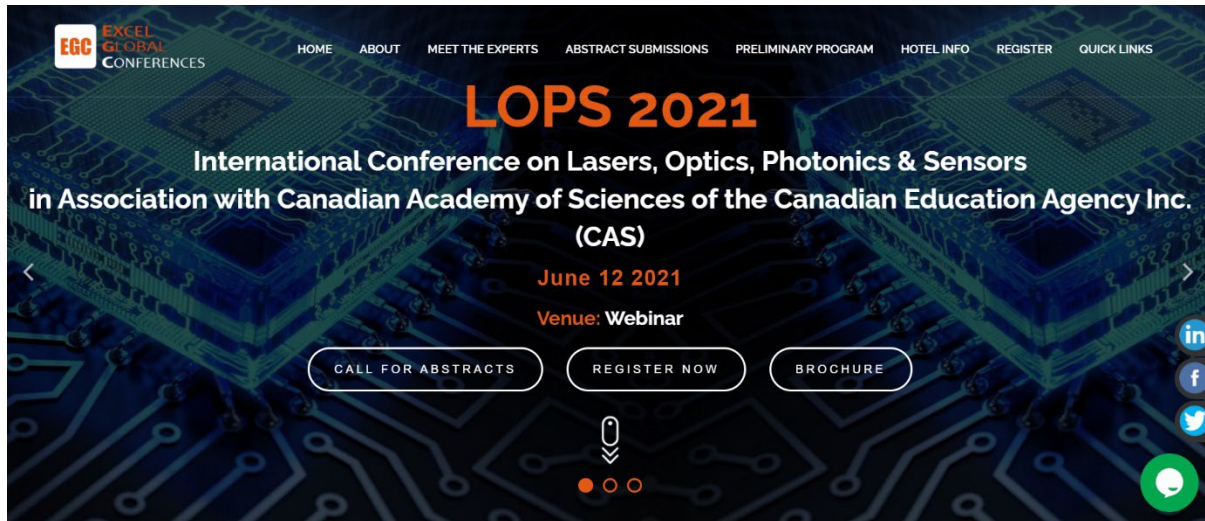 EGC
EXCEL
GLOBAL
CONFERENCES
HOME ABOUT MEET THE EXPERTS ABSTRACT SUBMISSIONS PRELIMINARY PROGRAM HOTEL INFO REGISTER QUICK LINKS
LOPS 2021
International Conference on Lasers, Optics, Photonics & Sensors
in Association with Canadian Academy of Sciences of the Canadian Education Agency Inc.
(CAS)
June 12 2021
Venue: Webinar
CALL FOR ABSTRACTS REGISTER NOW BROCHURE
in
f